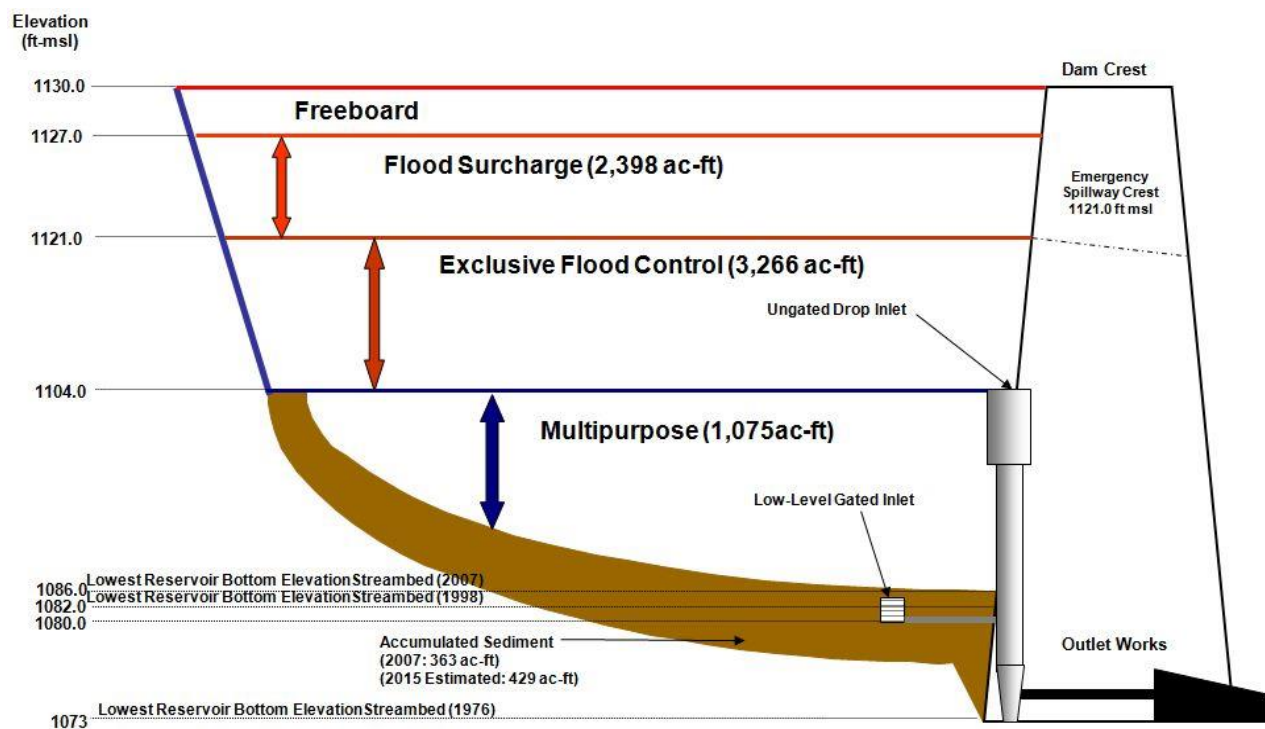 Elevation
(ft-msl)
Dam Crest
1130.0
Freeboard
1127.0
Flood Surcharge (2,398 ac-ft)
Emergency
Spillway Crest
1121.0 ft msl
1121.0
Exclusive Flood Control (3,266 ac-ft)
Ungated Drop Inlet
1104.0
Multipurpose (1,075ac-ft)
Low-Level Gated Inlet
Lowest Reservoir Bottom Elevation Streambed (2007)
1086.0
Lowest Reservoir Bottom Elevation Streambed (1998)
1082.0
1080.0
Accumulated Sediment
(2007: 363 ac-ft)
(2015 Estimated: 429 ac-ft)
Outlet Works
Lowest Reservoir Bottom Elevation Streambed (1976)
1073